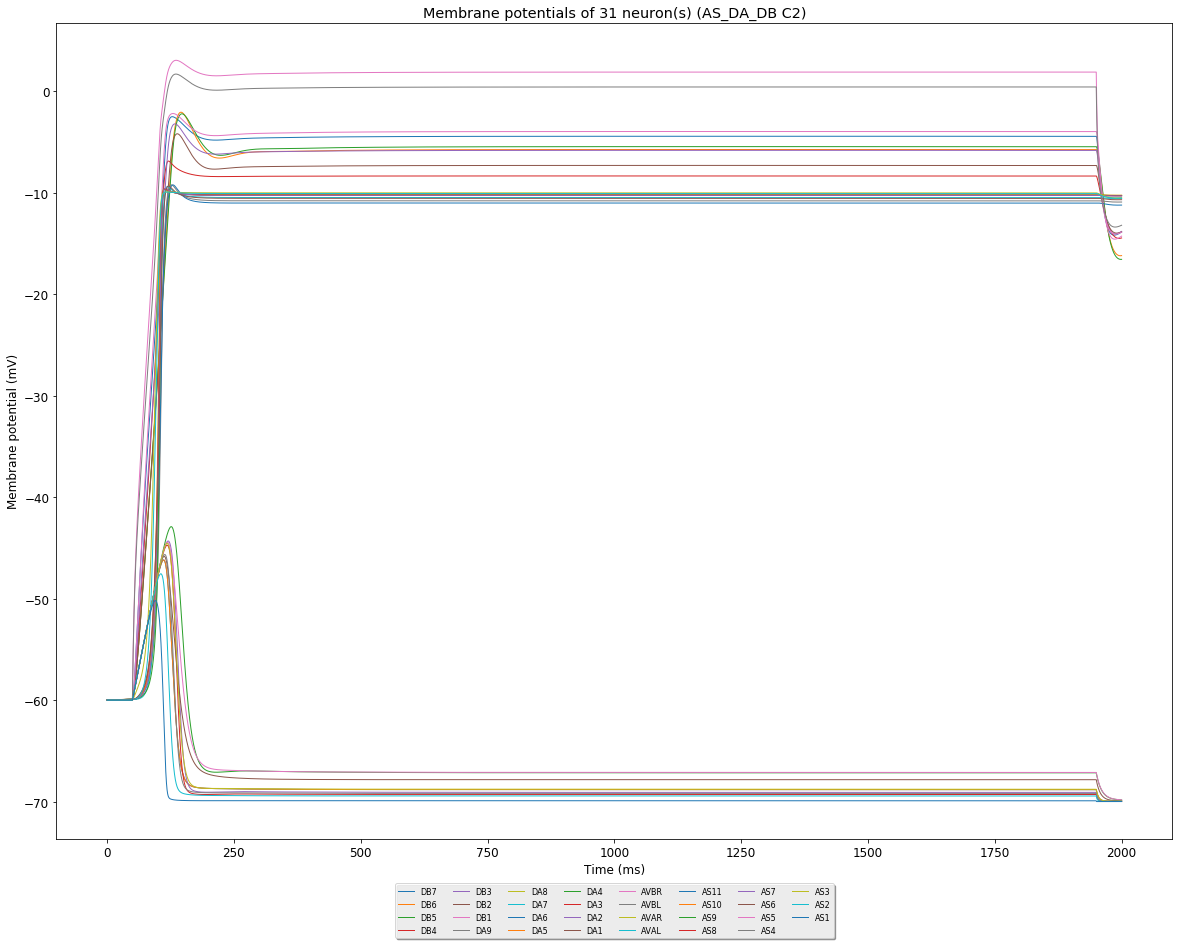 Membrane potentials of 31 neuron(s) (AS_DA_DB C2)
Membrane potential (mV)
0
−10
−20
−30
−40
−50
−60
−70
0 250 500 750 1000 1250 1500 1750 2000
Time (ms)
DB7 DB3 DA8 DA4 AVBR AS11 AS7 AS3
DB6 DB2 DA7 DA3 AVBL AS10 AS6 AS2
DB5 DB1 DA6 DA2 AVAR AS9 AS5 AS1
DB4 DA9 DA5 DA1 AVAL AS8 AS4